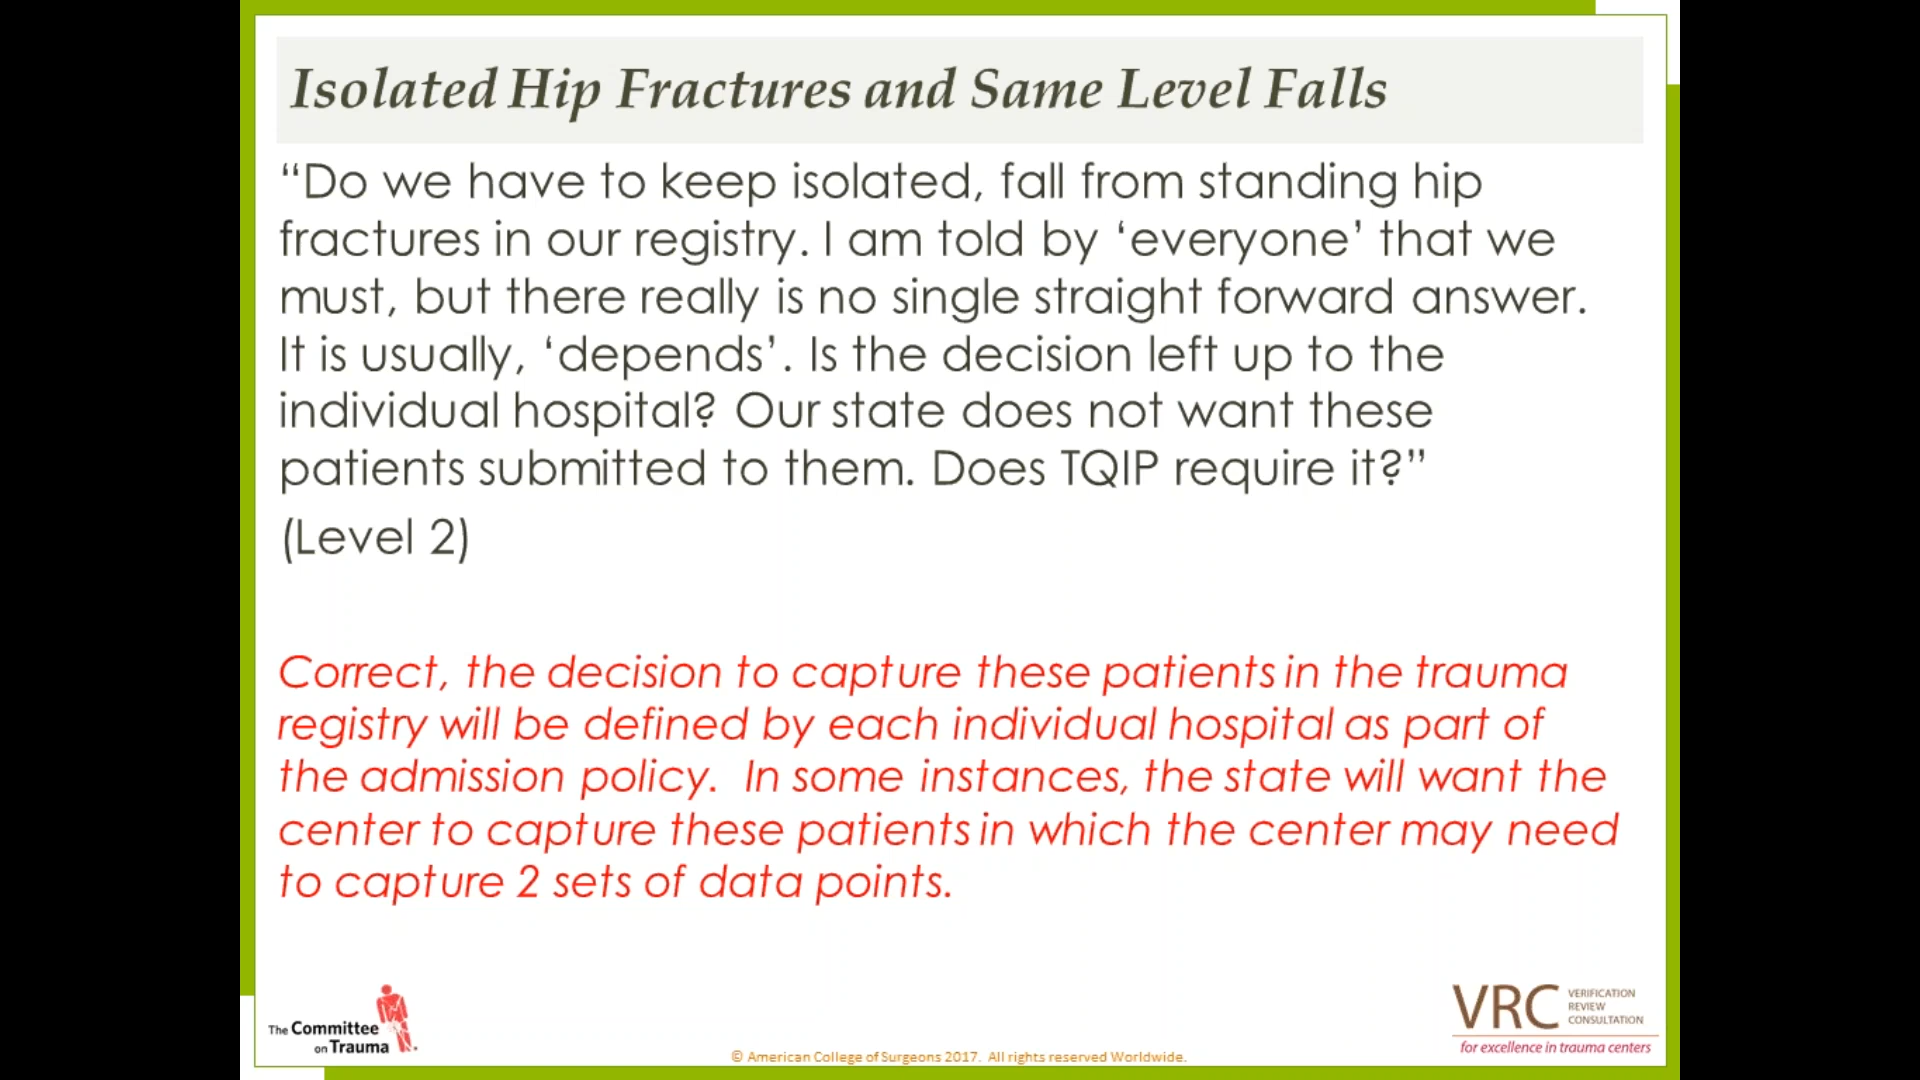 Isolated Hip Fractures and Same Level Falls
“Do we have to keep isolated, fall from standing hip
fractures in our registry. I am told by ‘everyone’ that we
must, but there really is no single straight forward answer.
It is usually, ‘depends’. Is the decision left up to the
individual hospital? Our state does not want these
patients submitted to them. Does TQIP require it?”
(Level 2)
Correct, the decision to capture these patients in the trauma
registry will be defined by each individual hospital as part of
the admission policy. In some instances, the state will want the
center to capture these patients in which the center may need
to capture 2 sets of data points.
The Committee
on Trauma
© American College of Surgeons 2017. All rights reserved Worldwide.
VRC
VERIFICATION
REVIEW
CONSULTATION
for excellence in trauma centers